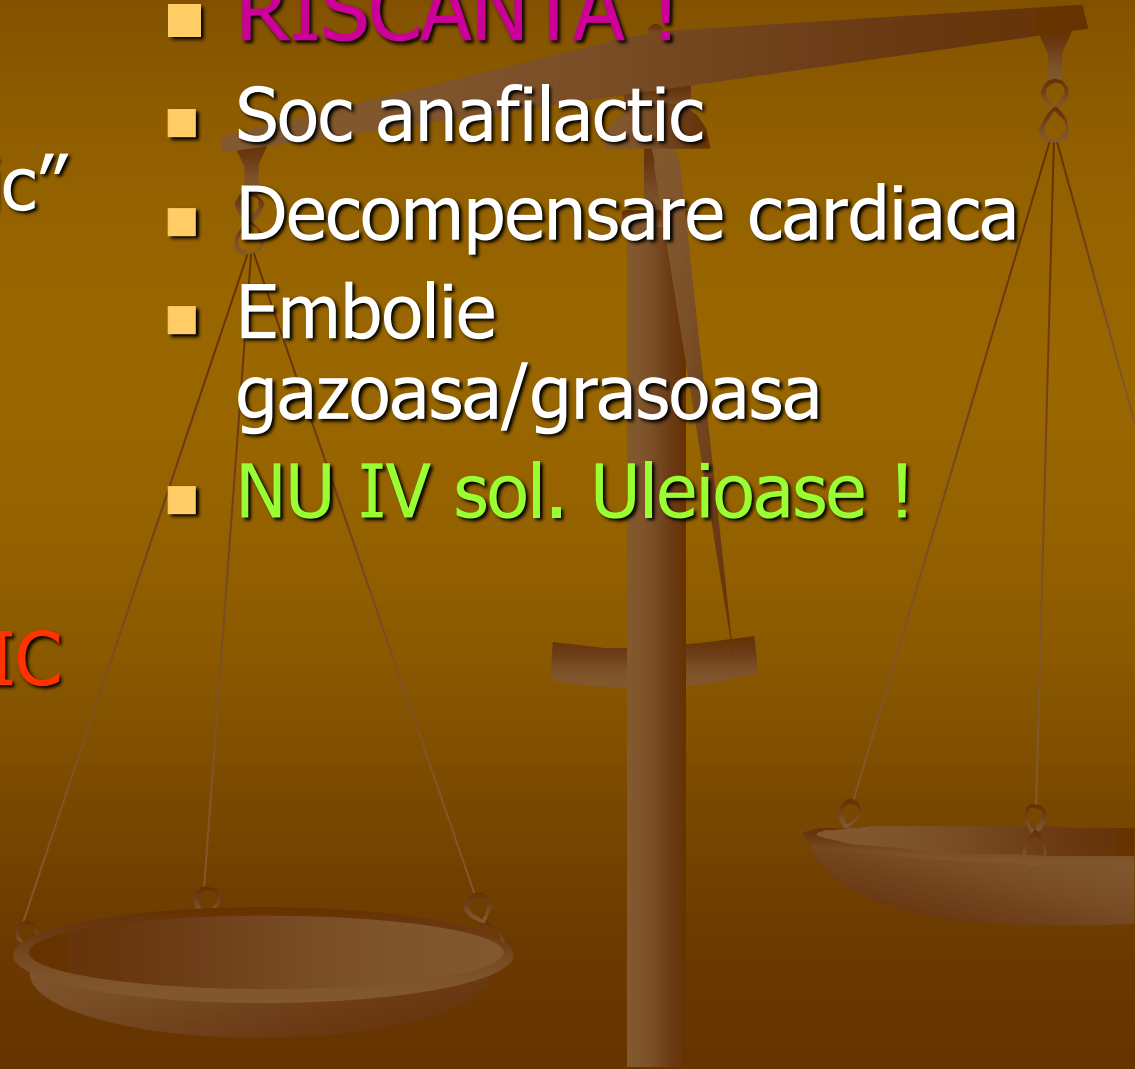 RISCANTA !
Soc anafilactic
Decompensare cardiaca
Embolie
gazoasa/grasoasa
NU IV sol. Uleioase !